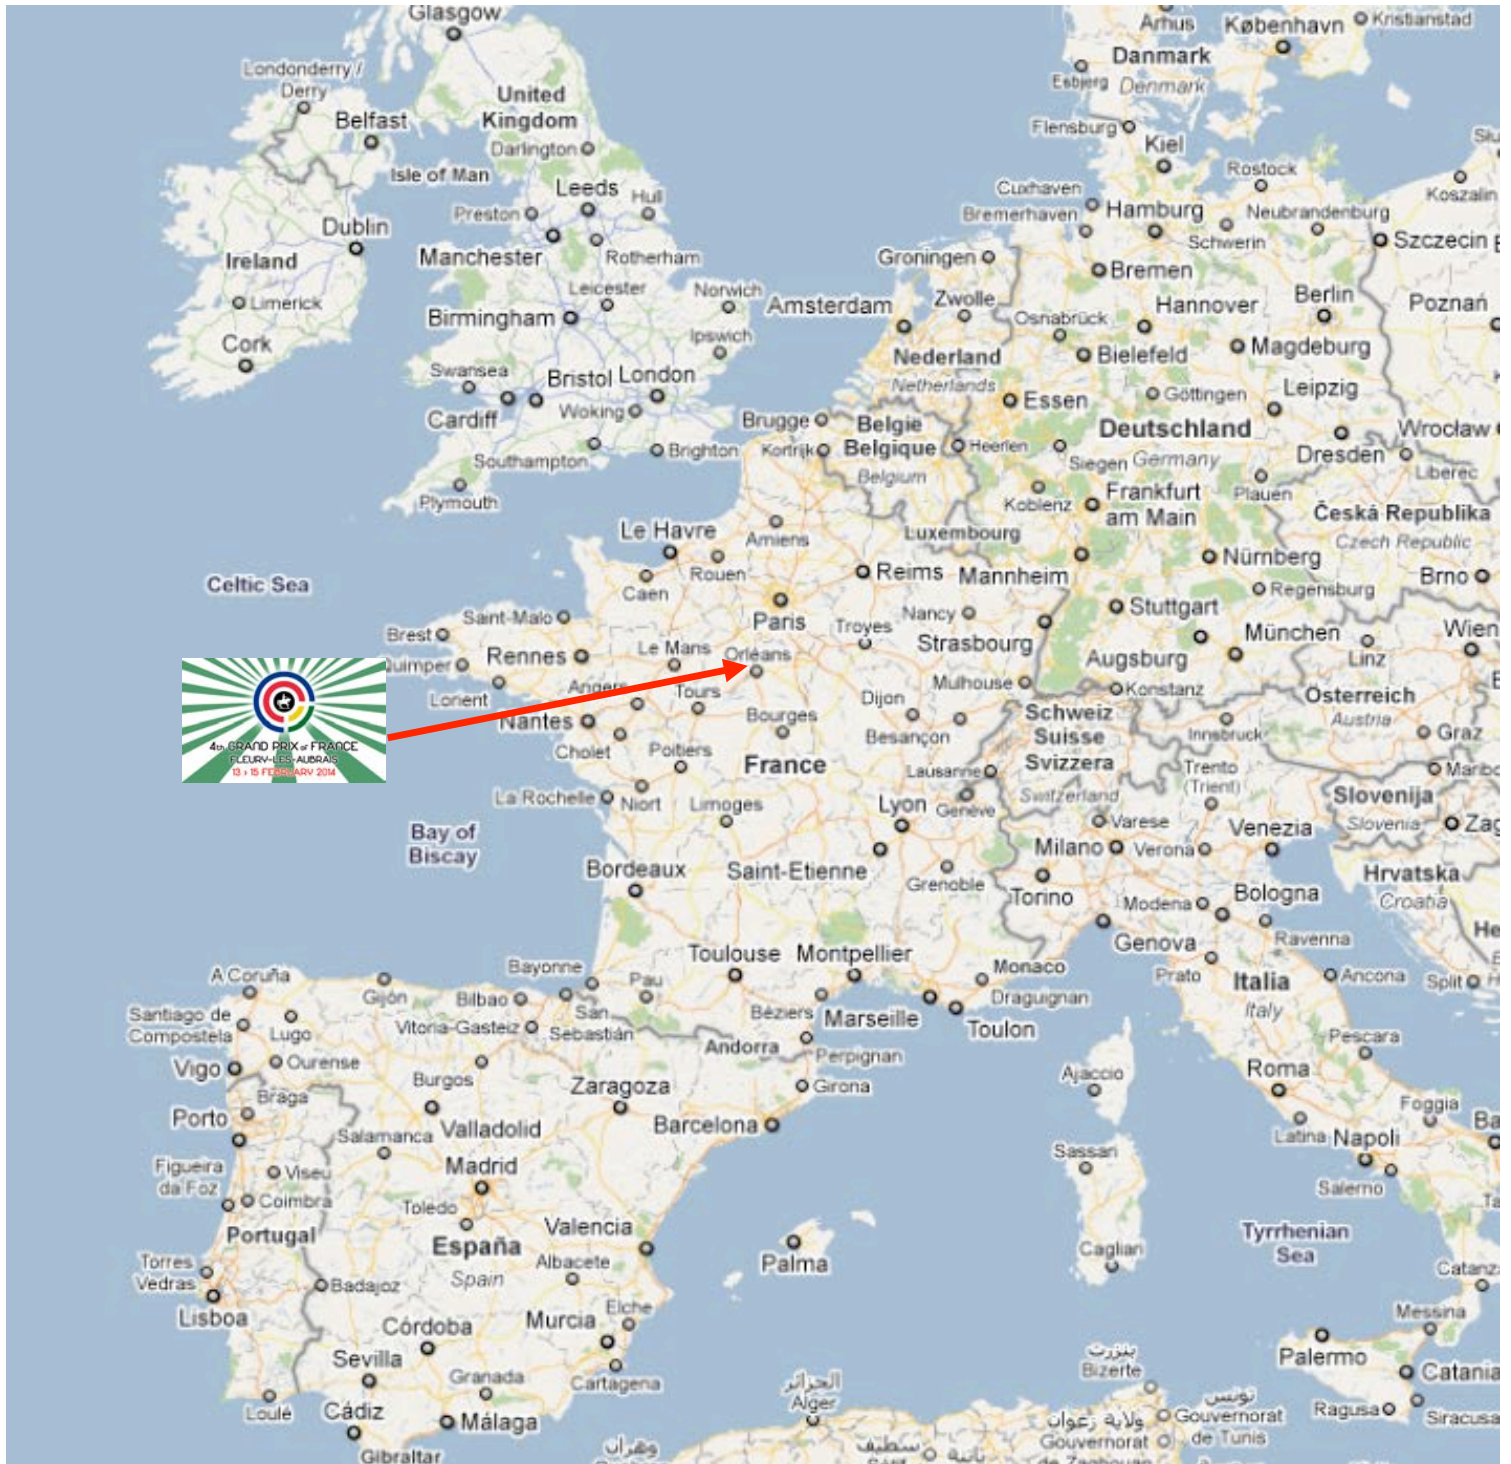 Glasgow
Arhus
København
Kristianstad
Danmark
Denmark
Esbjerg
Londonderry /
Derry
Belfast
United
Kingdom
Darlington
Flensburg
Kiel
Isle of Man
Leeds
Hull
Preston
Rostock
Koszalin
Cuxhaven
Bremerhaven
Hamburg
Neubrandenburg
Schwerin
Szczecin
Dublin
Ireland
Manchester
Rotherham
Groningen
Bremen
Limerick
Leicester
Norwich
Amsterdam
Zwolle
Hannover
Berlin
Poznań
Birmingham
Osnabrück
Cork
Ipswich
Nederland
Netherlands
Bielefeld
Magdeburg
Swansea
Bristol
London
Essen
Göttingen
Leipzig
Cardiff
Woking
Brugge
Belgie
Belgique
Belgium
Kortrijk
Heerlen
Deutschland
Germany
Siegen
Wrocław
Dresden
Liberec
Southampton
Brighton
Plymouth
Koblenz
Frankfurt
am Main
Plauen
Česká Republika
Czech Republic
Le Havre
Amiens
Luxembourg
Rouen
Reims
Mannheim
Nürnberg
Brno
Celtic Sea
Caen
Regensburg
Paris
Nancy
Stuttgart
Saint-Malo
Troyes
Strasbourg
München
Wien
Brest
Le Mans
Orléans
Linz
Quimper
Rennes
Augsburg
Lorient
Angers
Tours
Dijon
Mulhouse
Konstanz
Österreich
Austria
Nantes
Bourges
Besançon
Schweiz
Suisse
Svizzera
Switzerland
Innsbruck
Graz
4th GRAND PRIX of FRANCE
FLEURY-LES-AUBRAIS
13 > 15 FEBRUARY 2014
Cholet
Poitiers
France
Lausanne
Trento
(Trient)
La Rochelle
Niort
Limoges
Lyon
Genève
Slovenija
Slovenia
Varese
Venezia
Bay of
Biscay
Milano
Verona
Bordeaux
Saint-Etienne
Grenoble
Torino
Hrvatska
Croatia
Modena
Bologna
Toulouse
Montpellier
Genova
Ravenna
A Coruña
Bayonne
Pau
Monaco
Prato
Italia
Italy
Ancona
Split
Gijón
Bilbao
San
Sebastián
Draguignan
Santiago de
Compostela
Lugo
Vitoria-Gasteiz
Béziers
Marseille
Toulon
Andorra
Perpignan
Pescara
Vigo
Ourense
Burgos
Zaragoza
Girona
Ajaccio
Roma
Braga
Foggia
Porto
Valladolid
Barcelona
Salamanca
Latina
Napoli
Figueira
da Foz
Viseu
Madrid
Sassari
Salerno
Coimbra
Toledo
Valencia
Portugal
España
Spain
Palma
Cagliari
Tyrrhenian
Sea
Torres
Vedras
Badajoz
Albacete
Lisboa
Elche
Córdoba
Murcia
Messina
Sevilla
بنزرت
Bizerte
Palermo
Catania
Granada
Cartagena
الجزائر
Alger
تونس
Gouvernorat
de Tunis
Ragusa
Siracusa
Loulé
Cádiz
Málaga
ولاية زغوان
Gouvernorat
Gibraltar
وهران
سطيف
باتنة